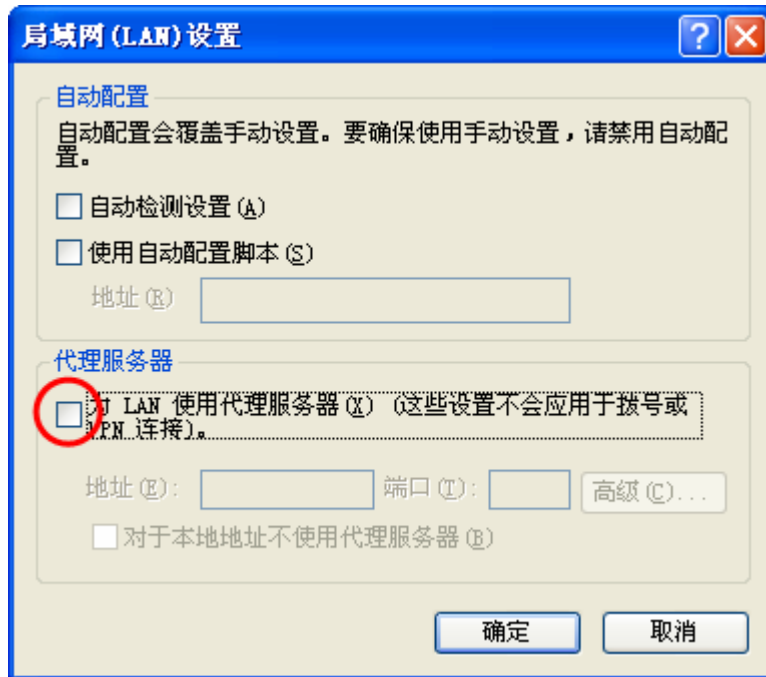 局域网(LAN)设置
自动配置
自动配置会覆盖手动设置。要确保使用手动设置，请禁用自动配
置。
自动检测设置(A)
使用自动配置脚本(S)
地址(R)
代理服务器
对 LAN 使用代理服务器(X) (这些设置不会应用于拨号或
VPN 连接)。
地址(E): 端口(T): 高级(C)...
对于本地地址不使用代理服务器(B)
确定 取消